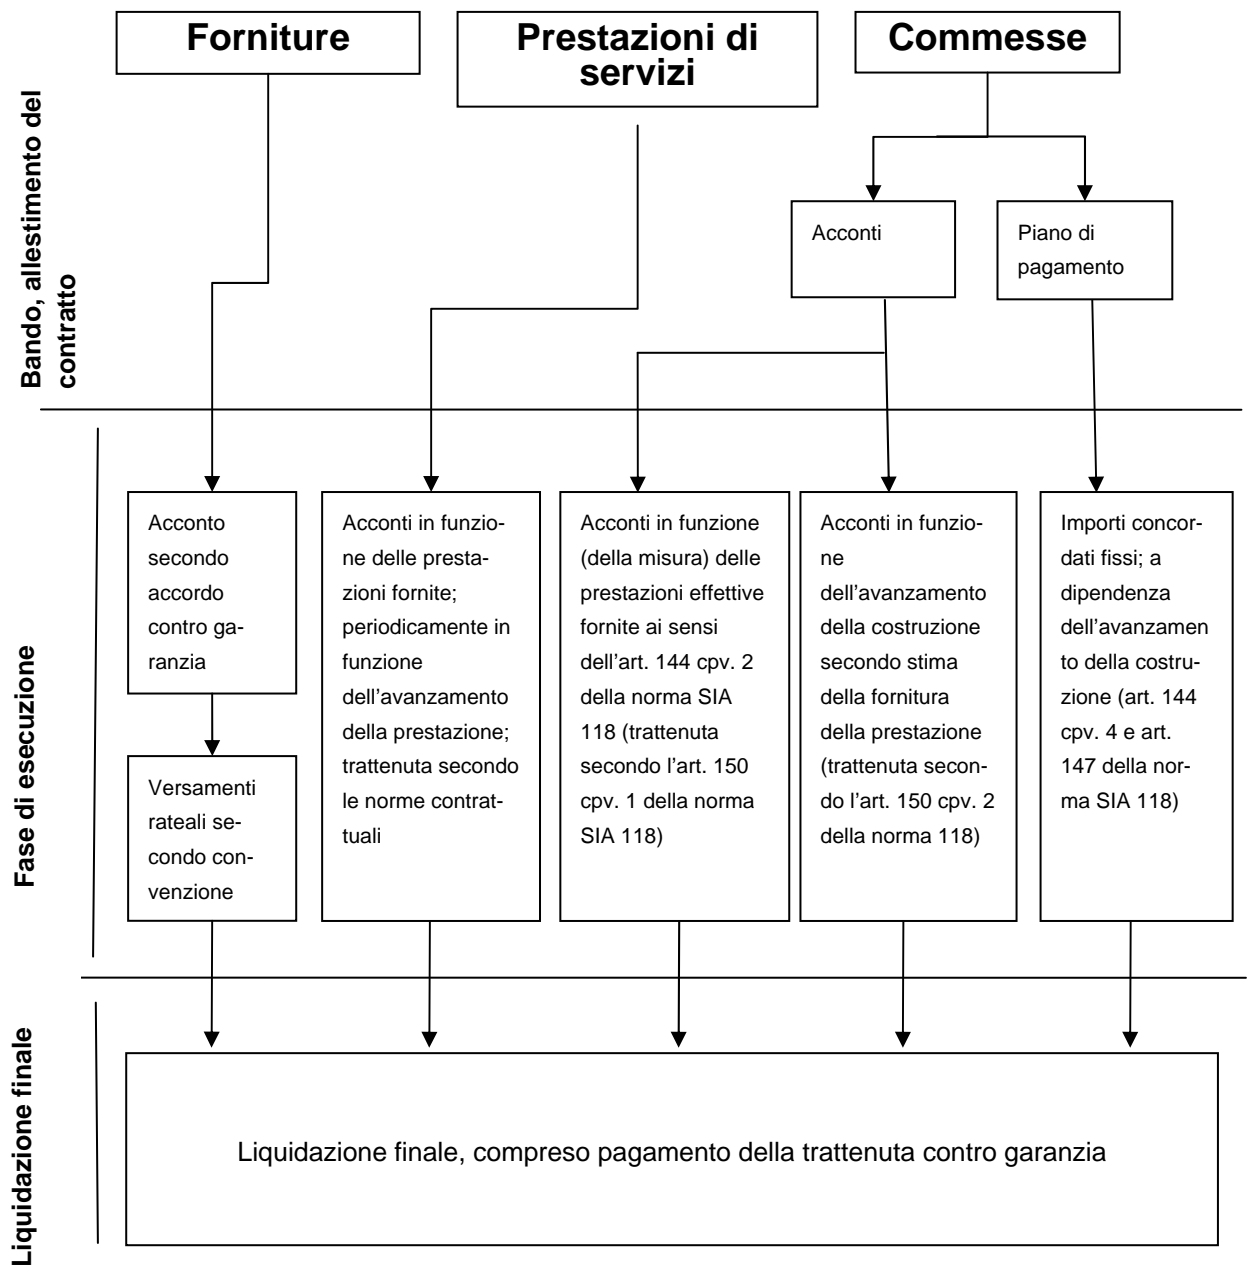 Forniture
Prestazioni di
servizi
Commesse
Bando, allestimento del
contratto
Acconti
Piano di
pagamento
Fase di esecuzione
Acconto
secondo
accordo
contro ga-
ranzia
Versamenti
rateali se-
condo con-
venzione
Acconti in funzio-
ne delle presta-
zioni fornite;
periodicamente in
funzione
dell’avanzamento
della prestazione;
trattenuta secondo
le norme contrat-
tuali
Acconti in funzione
(della misura) delle
prestazioni effettive
fornite ai sensi
dell’art. 144 cpv. 2
della norma SIA
118 (trattenuta
secondo l’art. 150
cpv. 1 della norma
SIA 118)
Acconti in funzio-
ne
dell’avanzamento
della costruzione
secondo stima
della fornitura
della prestazione
(trattenuta secon-
do l’art. 150 cpv. 2
della norma 118)
Importi concor-
dati fissi; a
dipendenza
dell’avanzamen
to della costru-
zione (art. 144
cpv. 4 e art.
147 della nor-
ma SIA 118)
Liquidazione finale
Liquidazione finale, compreso pagamento della trattenuta contro garanzia